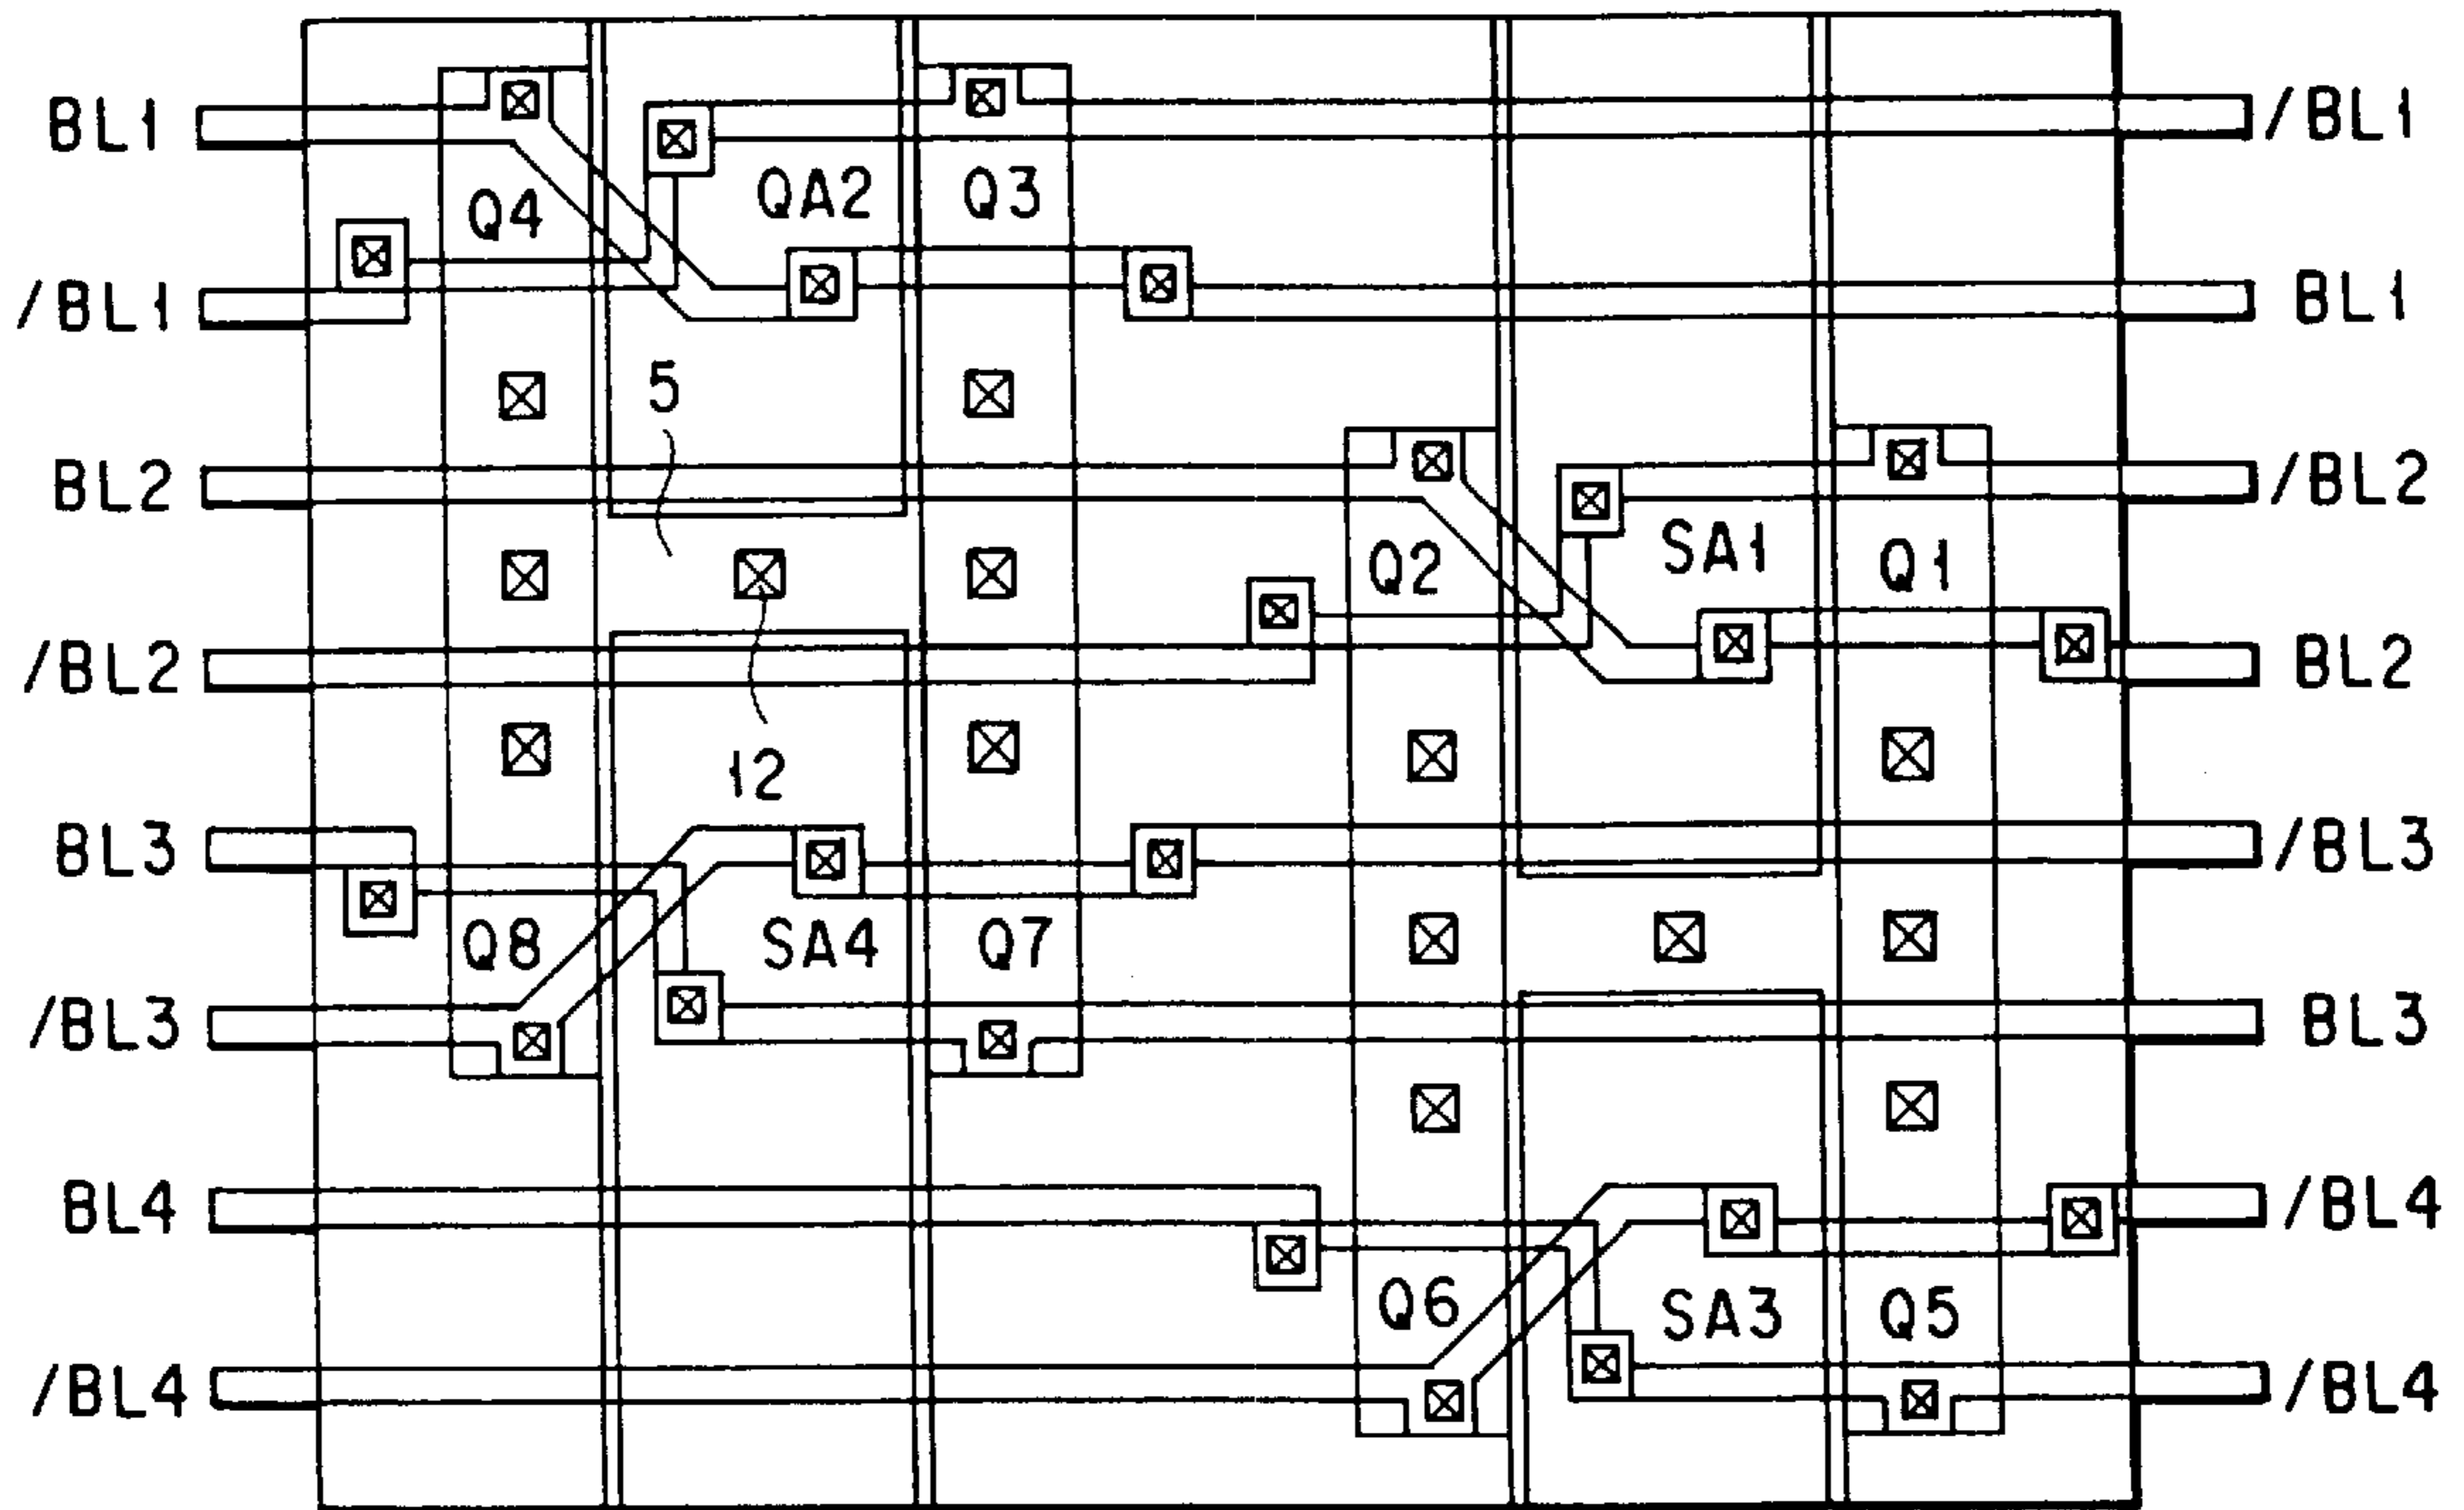 BL1 /BL1
Q4 QA2 Q3
/BL1 BL1
5
BL2 /BL2
Q2 SA1 Q1
/BL2 BL2
12
BL3 /BL3
Q8 SA4 Q7
/BL3 BL3
BL4 /BL4
Q6 SA3 Q5
/BL4 /BL4